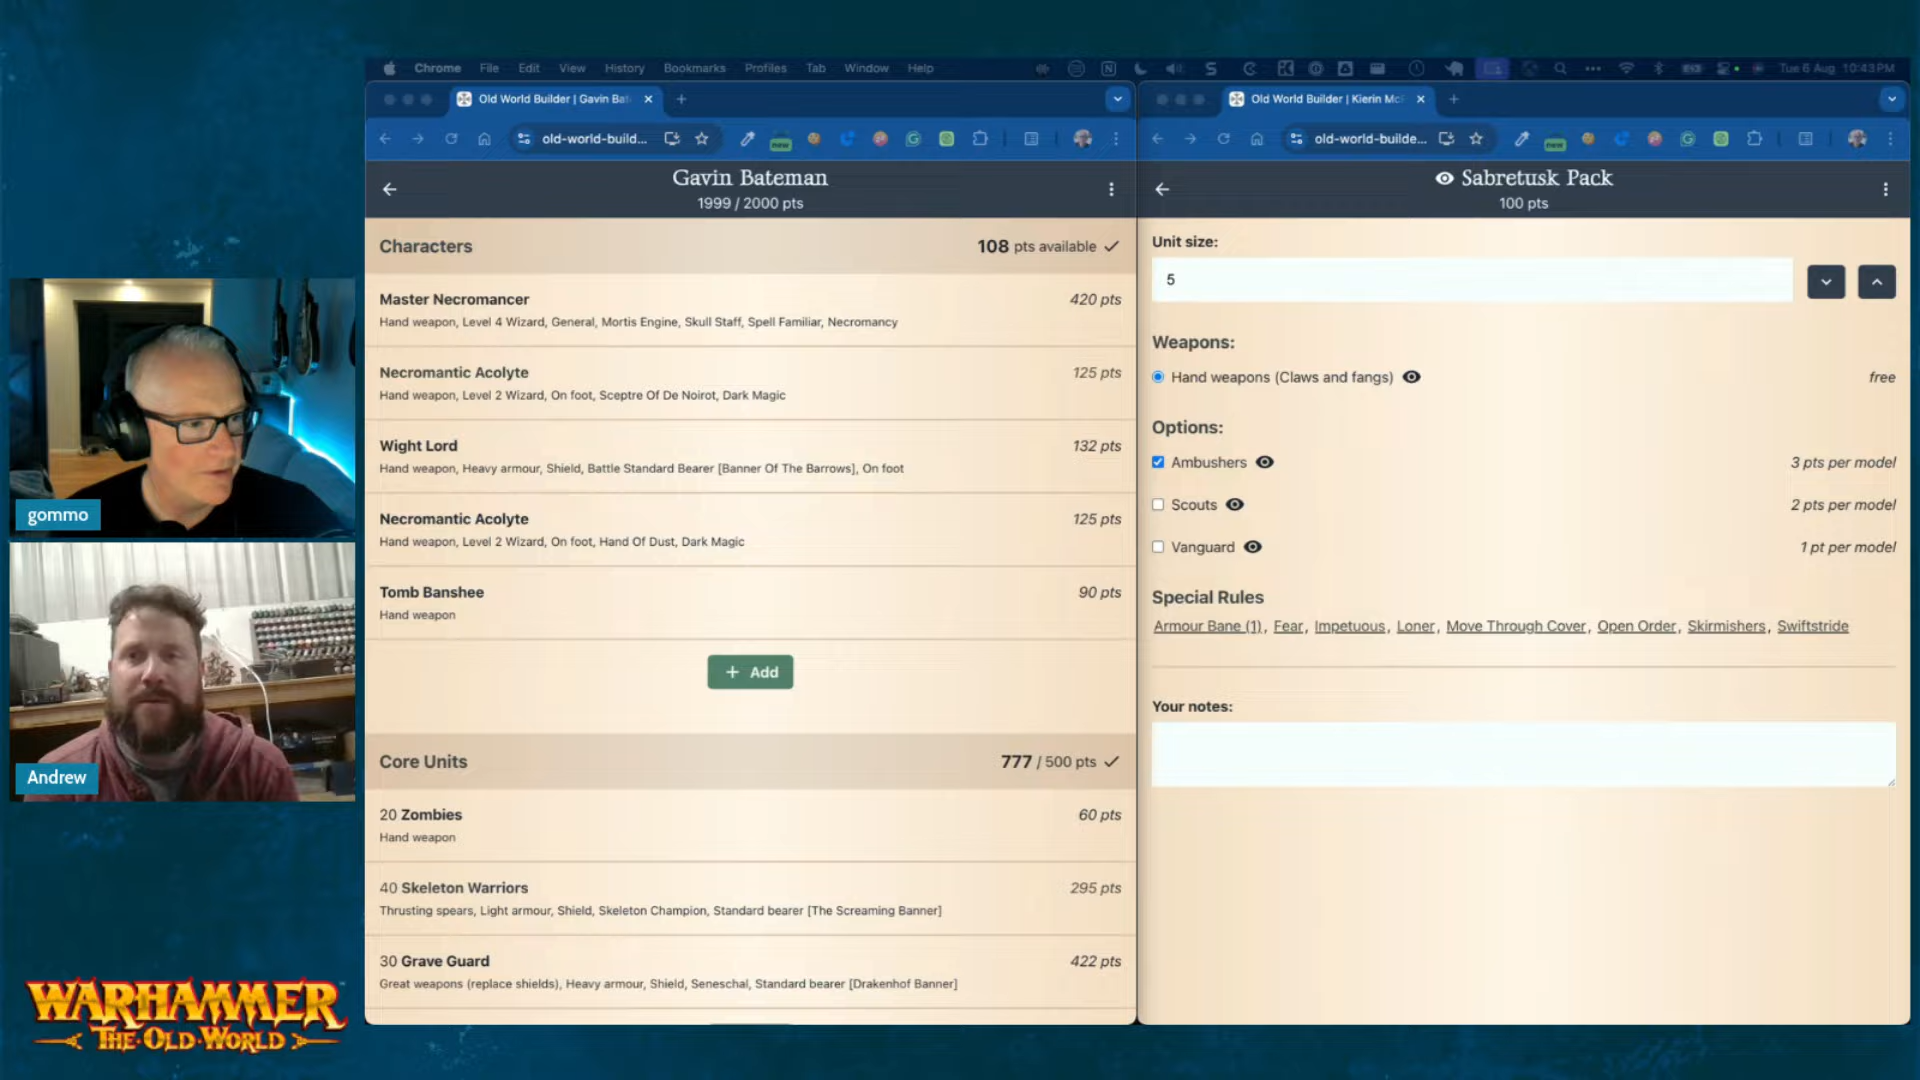 Chrome File Edit View History Bookmarks Profiles Tab Window Help
Tue 6 Aug 10:43PM
Old World Builder | Gavin Bat
Old World Builder | Kierin McF
old-world-build...
new
old-world-builde...
new
Gavin Bateman
1999 / 2000 pts
Characters
108 pts available
Master Necromancer
420 pts
Hand weapon, Level 4 Wizard, General, Mortis Engine, Skull Staff, Spell Familiar, Necromancy
Necromantic Acolyte
125 pts
Hand weapon, Level 2 Wizard, On foot, Sceptre Of De Noirot, Dark Magic
Wight Lord
132 pts
Hand weapon, Heavy armour, Shield, Battle Standard Bearer [Banner Of The Barrows], On foot
Necromantic Acolyte
125 pts
Hand weapon, Level 2 Wizard, On foot, Hand Of Dust, Dark Magic
Tomb Banshee
90 pts
Hand weapon
+ Add
Core Units
777 / 500 pts
20 Zombies
60 pts
Hand weapon
40 Skeleton Warriors
295 pts
Thrusting spears, Light armour, Shield, Skeleton Champion, Standard bearer [The Screaming Banner]
30 Grave Guard
422 pts
Great weapons (replace shields), Heavy armour, Shield, Seneschal, Standard bearer [Drakenhof Banner]
Sabretusk Pack
100 pts
Unit size:
5
Weapons:
Hand weapons (Claws and fangs)
free
Options:
Ambushers
3 pts per model
Scouts
2 pts per model
Vanguard
1 pt per model
Special Rules
Armour Bane (1), Fear, Impetuous, Loner, Move Through Cover, Open Order, Skirmishers, Swiftstride
Your notes:
gommo
Andrew
WARHAMMER
THE·OLD·WORLD